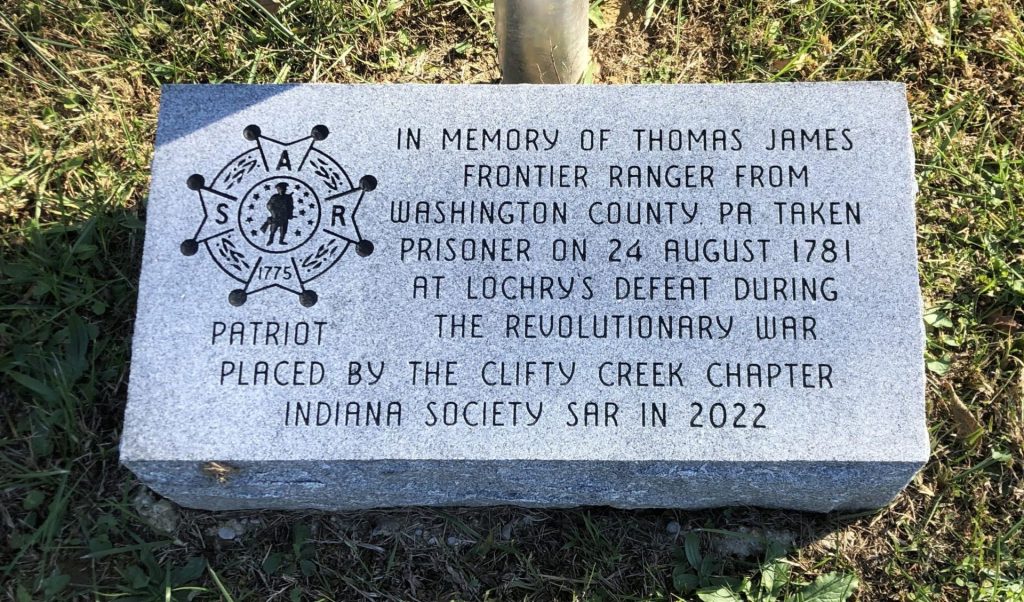 S A R
1775
PATRIOT
IN MEMORY OF THOMAS JAMES
FRONTIER RANGER FROM
WASHINGTON COUNTY, PA TAKEN
PRISONER ON 24 AUGUST 1781
AT LOCHRY'S DEFEAT DURING
THE REVOLUTIONARY WAR
PLACED BY THE CLIFTY CREEK CHAPTER
INDIANA SOCIETY SAR IN 2022